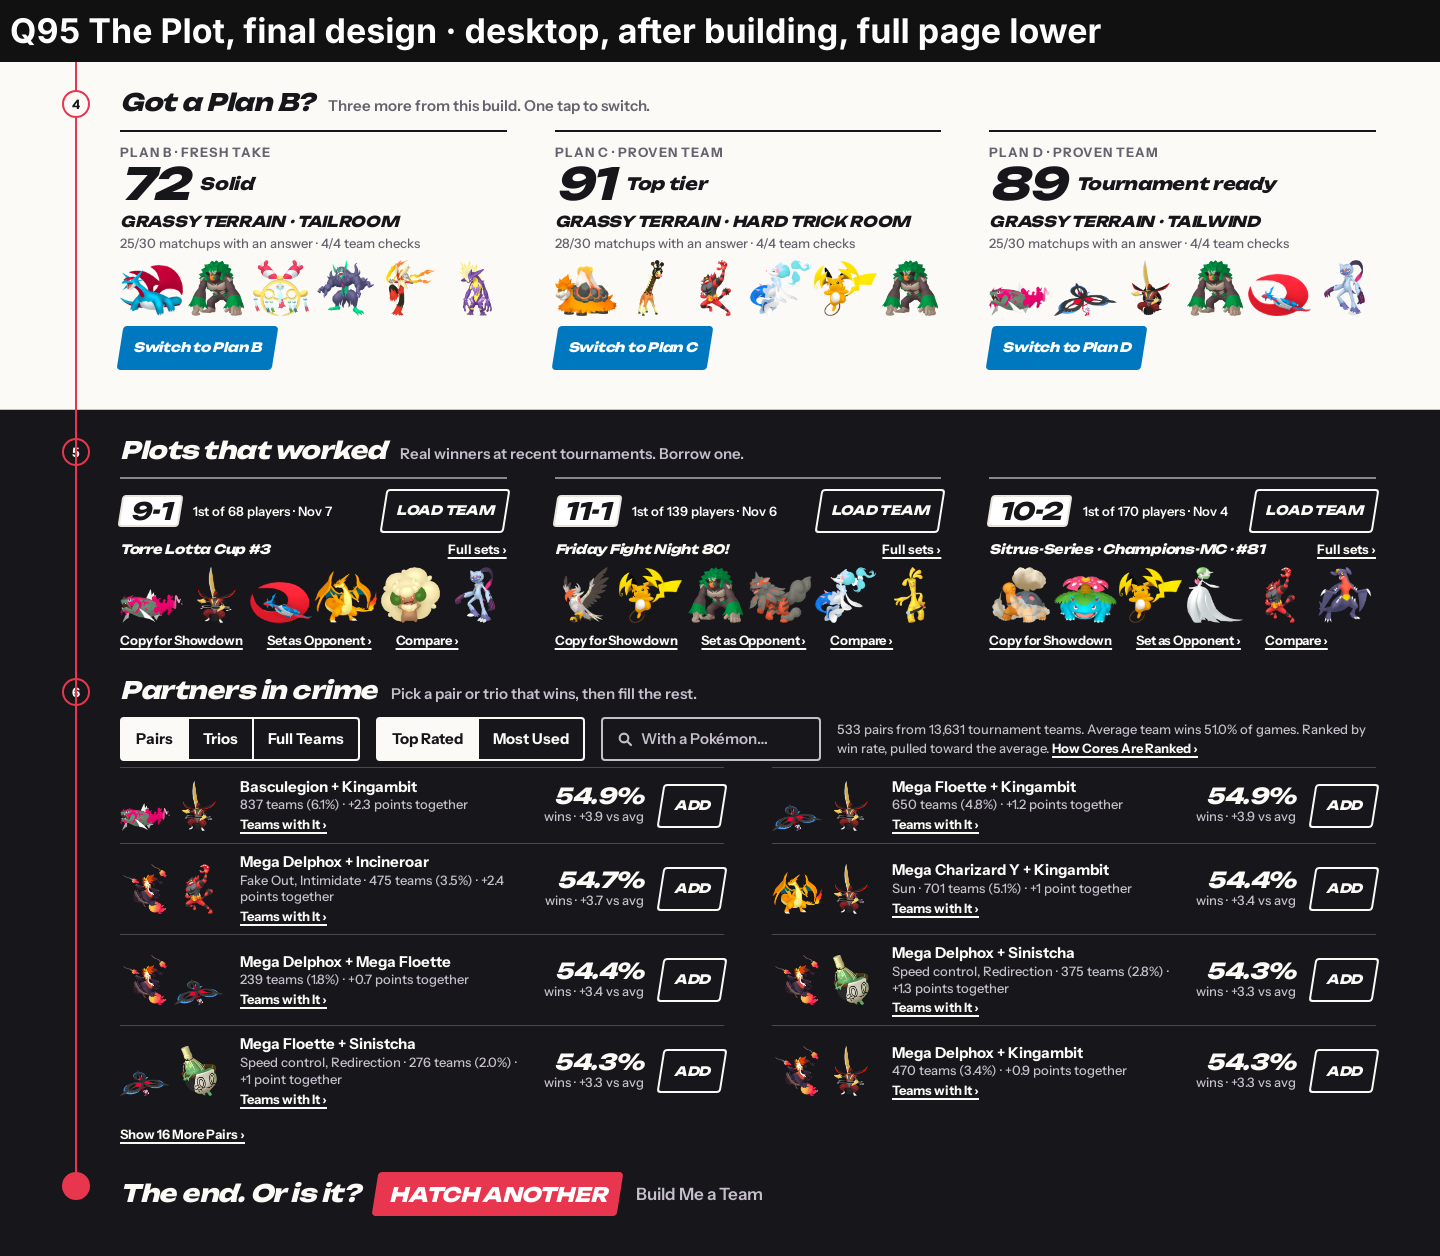 Q95 The Plot, final design · desktop, after building, full page lower
4
Got a Plan B? Three more from this build. One tap to switch.
PLAN B · FRESH TAKE
72 Solid
GRASSY TERRAIN · TAILROOM
25/30 matchups with an answer · 4/4 team checks
Switch to Plan B
PLAN C · PROVEN TEAM
91 Top tier
GRASSY TERRAIN · HARD TRICK ROOM
28/30 matchups with an answer · 4/4 team checks
Switch to Plan C
PLAN D · PROVEN TEAM
89 Tournament ready
GRASSY TERRAIN · TAILWIND
25/30 matchups with an answer · 4/4 team checks
Switch to Plan D
5
Plots that worked Real winners at recent tournaments. Borrow one.
9-1 1st of 68 players · Nov 7 LOAD TEAM
Torre Lotta Cup #3 Full sets ›
Copy for Showdown Set as Opponent › Compare ›
11-1 1st of 139 players · Nov 6 LOAD TEAM
Friday Fight Night 80! Full sets ›
Copy for Showdown Set as Opponent › Compare ›
10-2 1st of 170 players · Nov 4 LOAD TEAM
Sitrus-Series · Champions-MC · #81 Full sets ›
Copy for Showdown Set as Opponent › Compare ›
6
Partners in crime Pick a pair or trio that wins, then fill the rest.
Pairs Trios Full Teams Top Rated Most Used With a Pokémon...
533 pairs from 13,631 tournament teams. Average team wins 51.0% of games. Ranked by
win rate, pulled toward the average. How Cores Are Ranked ›
Basculegion + Kingambit
837 teams (6.1%) · +2.3 points together
Teams with It ›
54.9%
wins · +3.9 vs avg
ADD
Mega Floette + Kingambit
650 teams (4.8%) · +1.2 points together
Teams with It ›
54.9%
wins · +3.9 vs avg
ADD
Mega Delphox + Incineroar
Fake Out, Intimidate · 475 teams (3.5%) · +2.4
points together
Teams with It ›
54.7%
wins · +3.7 vs avg
ADD
Mega Charizard Y + Kingambit
Sun · 701 teams (5.1%) · +1 point together
Teams with It ›
54.4%
wins · +3.4 vs avg
ADD
Mega Delphox + Mega Floette
239 teams (1.8%) · +0.7 points together
Teams with It ›
54.4%
wins · +3.4 vs avg
ADD
Mega Delphox + Sinistcha
Speed control, Redirection · 375 teams (2.8%) ·
+1.3 points together
Teams with It ›
54.3%
wins · +3.3 vs avg
ADD
Mega Floette + Sinistcha
Speed control, Redirection · 276 teams (2.0%) ·
+1 point together
Teams with It ›
54.3%
wins · +3.3 vs avg
ADD
Mega Delphox + Kingambit
470 teams (3.4%) · +0.9 points together
Teams with It ›
54.3%
wins · +3.3 vs avg
ADD
Show 16 More Pairs ›
The end. Or is it? HATCH ANOTHER Build Me a Team